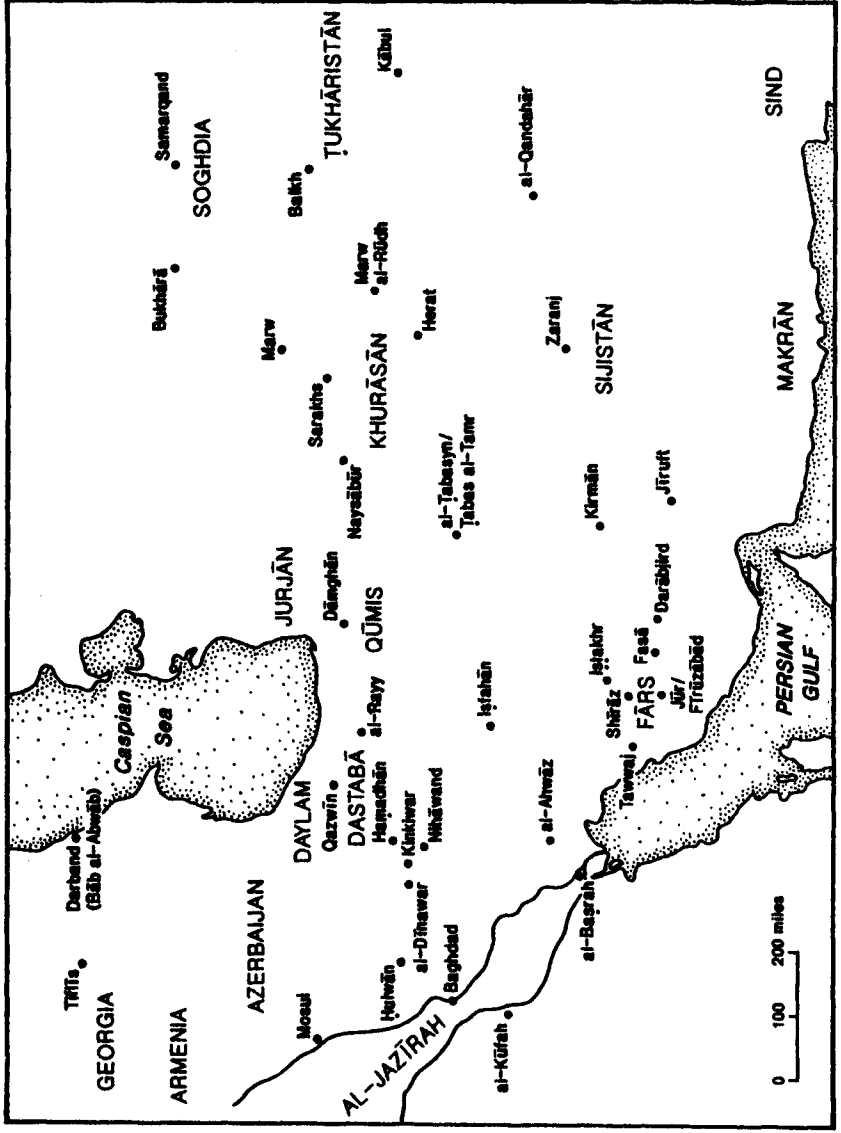 Tiflīs
Darband
(Bāb al-Abwāb)
GEORGIA
Caspian
Sea
Bukhārā
Samarqand
ARMENIA
SOGHDIA
AZERBAIJAN
Marw
Balkh
JURJĀN
DAYLAM
Mosul
Sarakhs
Qazwīn
Dāmghān
ṬUKHĀRISTĀN
Naysābūr
DASTABĀ
al-Rayy
QŪMIS
KHURĀSĀN
Marw
al-Rūdh
Hamadhān
Kābul
Ḥulwān
Kinkiwar
Herat
al-Dīnawar
Nihāwand
AL-JAZĪRAH
Baghdad
al-Ṭabasyn/
Ṭabas al-Tamr
Iṣfahān
al-Kūfah
al-Qandahār
al-Ahwāz
Zaranj
al-Baṣrah
Iṣṭakhr
Kirmān
SIJISTĀN
Shīrāz
Tawwaj
FĀRS
Fasā
Darābjird
Jīruft
Jūr/
Fīrūzābād
SIND
MAKRĀN
PERSIAN
GULF
0 100 200 miles